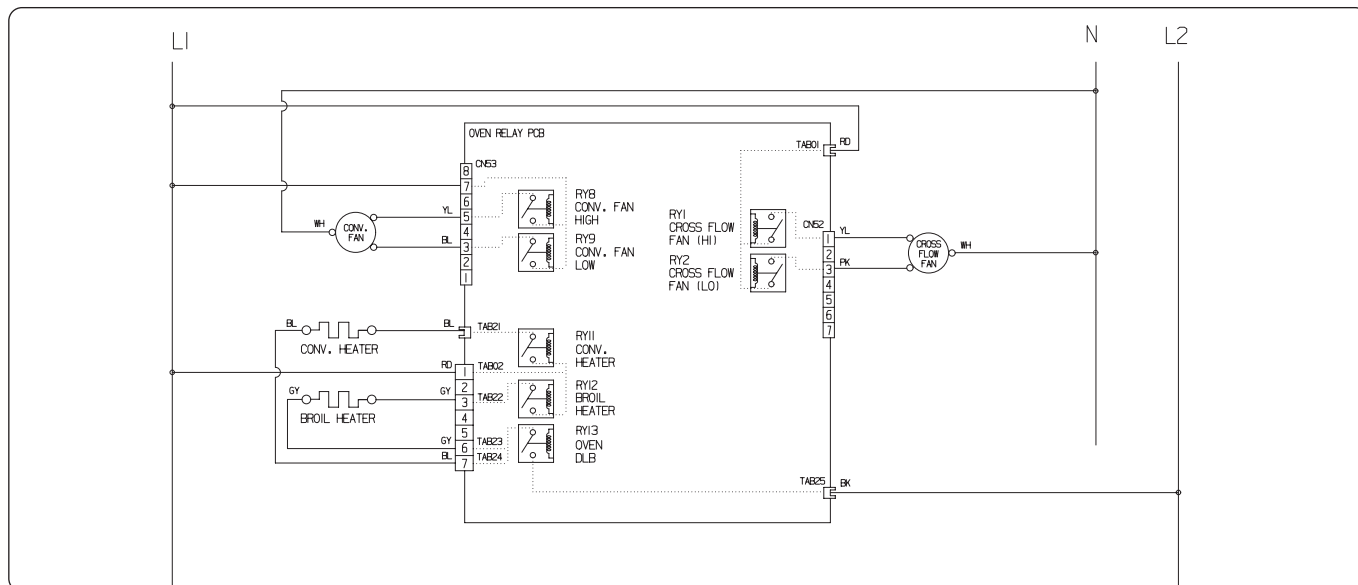 L1 N L2
OVEN RELAY PCB
TAB01 RD
CN53
8
7
6
5
4
3
2
1
YL
BL
WH
CONV.
FAN
RY8
CONV. FAN
HIGH
RY9
CONV. FAN
LOW
RY1
CROSS FLOW
FAN (HI)
RY2
CROSS FLOW
FAN (LO)
CN52
1
2
3
4
5
6
7
YL
PK
CROSS
FLOW
FAN
WH
BL
CONV. HEATER
BL
TAB21
RY11
CONV.
HEATER
RD
TAB02
GY
BROIL HEATER
GY
TAB22
RY12
BROIL
HEATER
1
2
3
4
5
6
7
GY
TAB23
BL
TAB24
RY13
OVEN
DLB
TAB25 BK